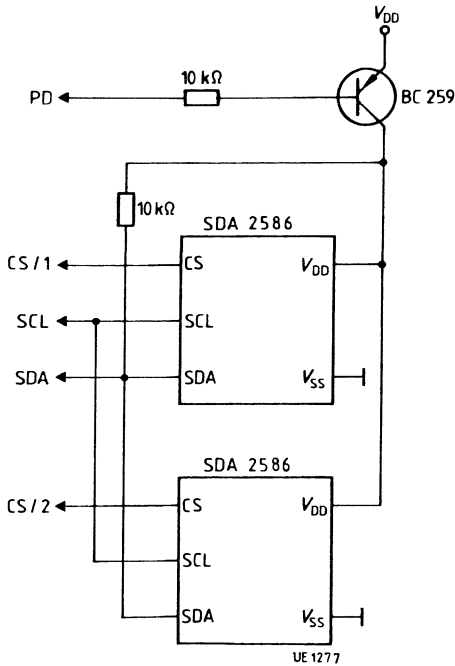 VDD
10 kΩ
PD
BC 259
10 kΩ
SDA 2586
CS/1
CS
VDD
SCL
SCL
SDA
SDA
VSS
SDA 2586
CS/2
CS
VDD
SCL
SDA
VSS
UE 1277